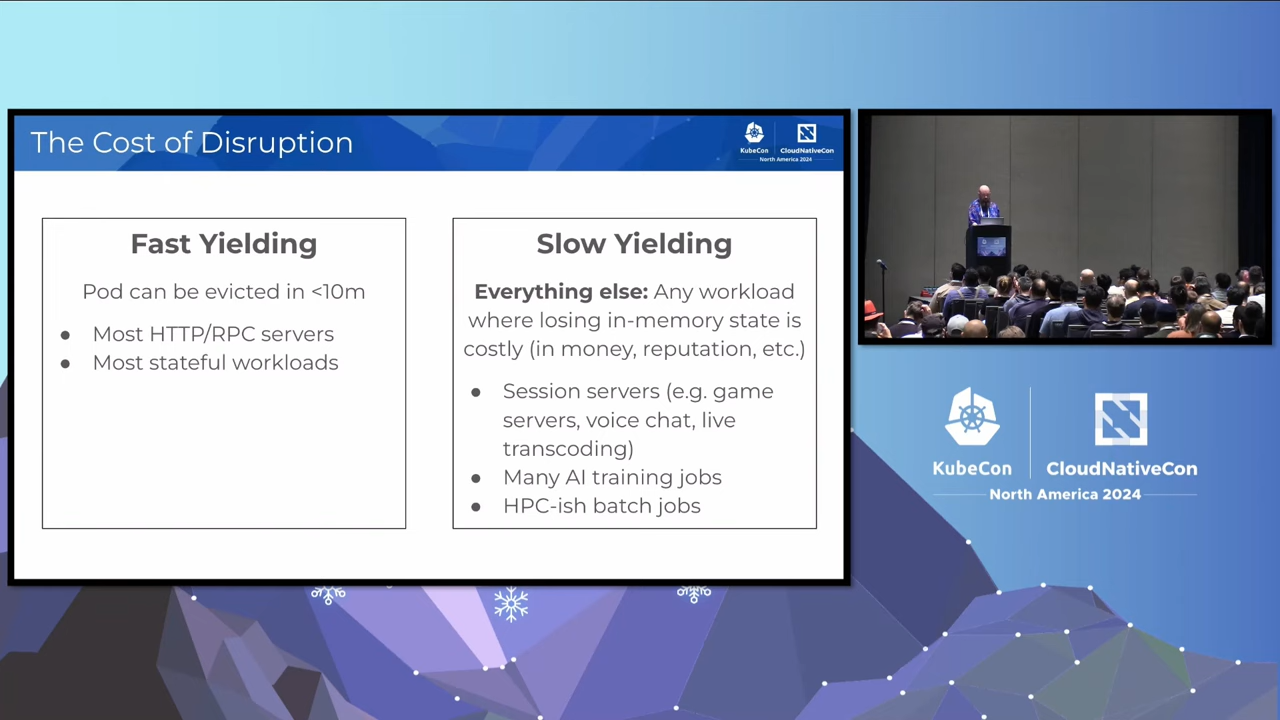 The Cost of Disruption
KubeCon
CloudNativeCon
North America 2024
Fast Yielding
Pod can be evicted in <10m
● Most HTTP/RPC servers
● Most stateful workloads
Slow Yielding
Everything else: Any workload
where losing in-memory state is
costly (in money, reputation, etc.)
● Session servers (e.g. game
servers, voice chat, live
transcoding)
● Many AI training jobs
● HPC-ish batch jobs
KubeCon
CloudNativeCon
North America 2024